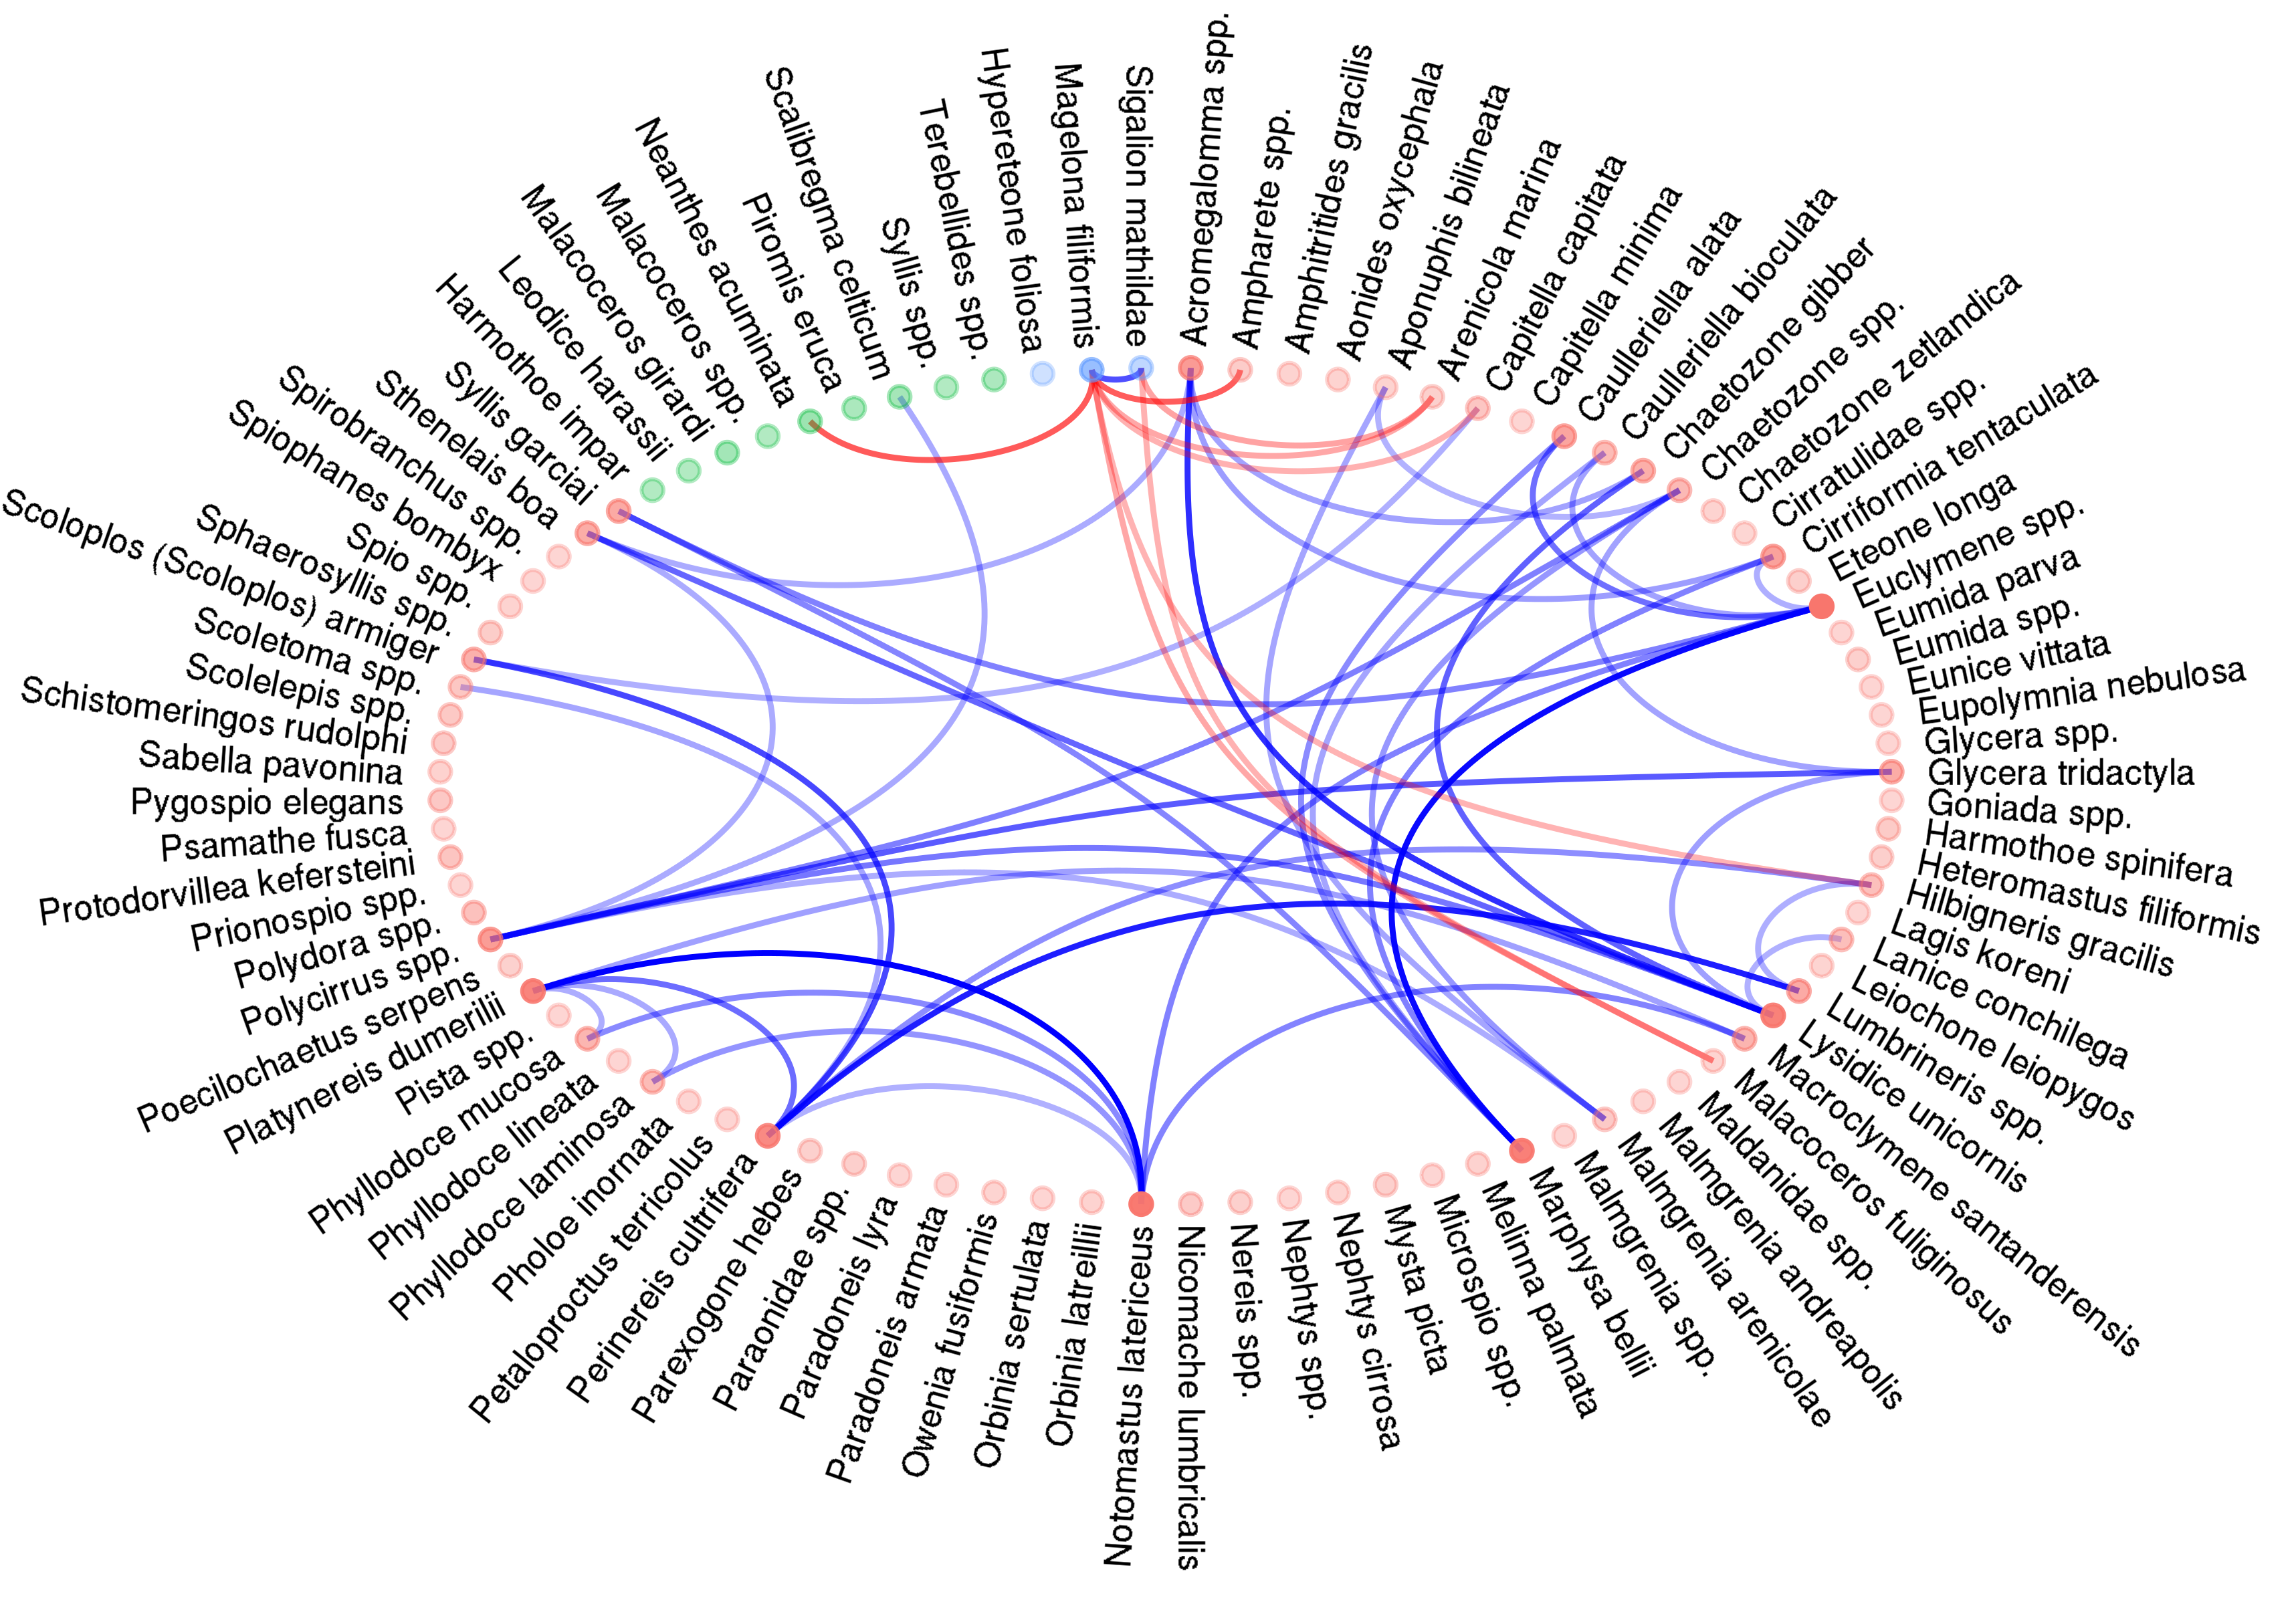 Acromegalomma spp.
Ampharete spp.
Amphitritides gracilis
Aonides oxycephala
Aponuphis bilineata
Arenicola marina
Capitella capitata
Capitella minima
Caulleriella alata
Caulleriella bioculata
Chaetozone gibber
Chaetozone spp.
Chaetozone zetlandica
Cirratulidae spp.
Cirriformia tentaculata
Eteone longa
Euclymene spp.
Eumida parva
Eumida spp.
Eunice vittata
Eupolymnia nebulosa
Glycera spp.
Glycera tridactyla
Goniada spp.
Harmothoe spinifera
Heteromastus filiformis
Hilbigneris gracilis
Lagis koreni
Lanice conchilega
Leiochone leiopygos
Lumbrineris spp.
Lysidice unicornis
Macroclymene santanderensis
Malacoceros fuliginosus
Maldanidae spp.
Malmgrenia andreapolis
Malmgrenia arenicolae
Malmgrenia spp.
Marphysa bellii
Melinna palmata
Microspio spp.
Mysta picta
Nephtys cirrosa
Nephtys spp.
Nereis spp.
Nicomache lumbricalis
Notomastus latericeus
Orbinia latreillii
Orbinia sertulata
Owenia fusiformis
Paradoneis armata
Paradoneis lyra
Paraonidae spp.
Parexogone hebes
Perinereis cultrifera
Petaloproctus terricolus
Pholoe inornata
Phyllodoce laminosa
Phyllodoce lineata
Phyllodoce mucosa
Pista spp.
Platynereis dumerilii
Poecilochaetus serpens
Polycirrus spp.
Polydora spp.
Prionospio spp.
Protodorvillea kefersteini
Psamathe fusca
Pygospio elegans
Sabella pavonina
Schistomeringos rudolphi
Scolelepis spp.
Scoletoma spp.
Scoloplos (Scoloplos) armiger
Sphaerosyllis spp.
Spio spp.
Spiophanes bombyx
Spirobranchus spp.
Sthenelais boa
Syllis garciai
Harmothoe impar
Leodice harassii
Malacoceros girardi
Malacoceros spp.
Neanthes acuminata
Piromis eruca
Scalibregma celticum
Syllis spp.
Terebellides spp.
Hypereteone foliosa
Magelona filiformis
Sigalion mathildae